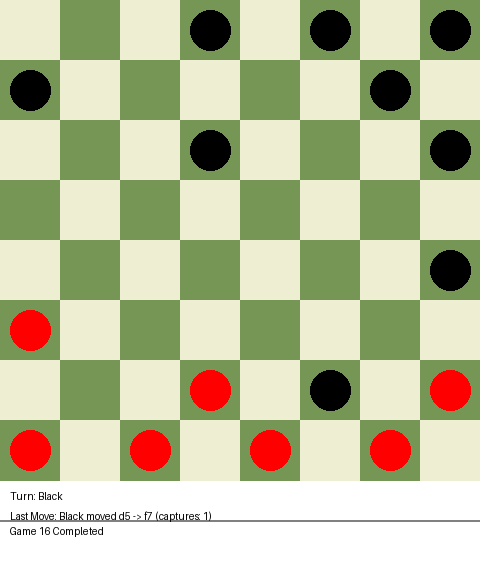 Turn: Black
Last Move: Black moved d5 -> f7 (captures: 1)
Game 16 Completed